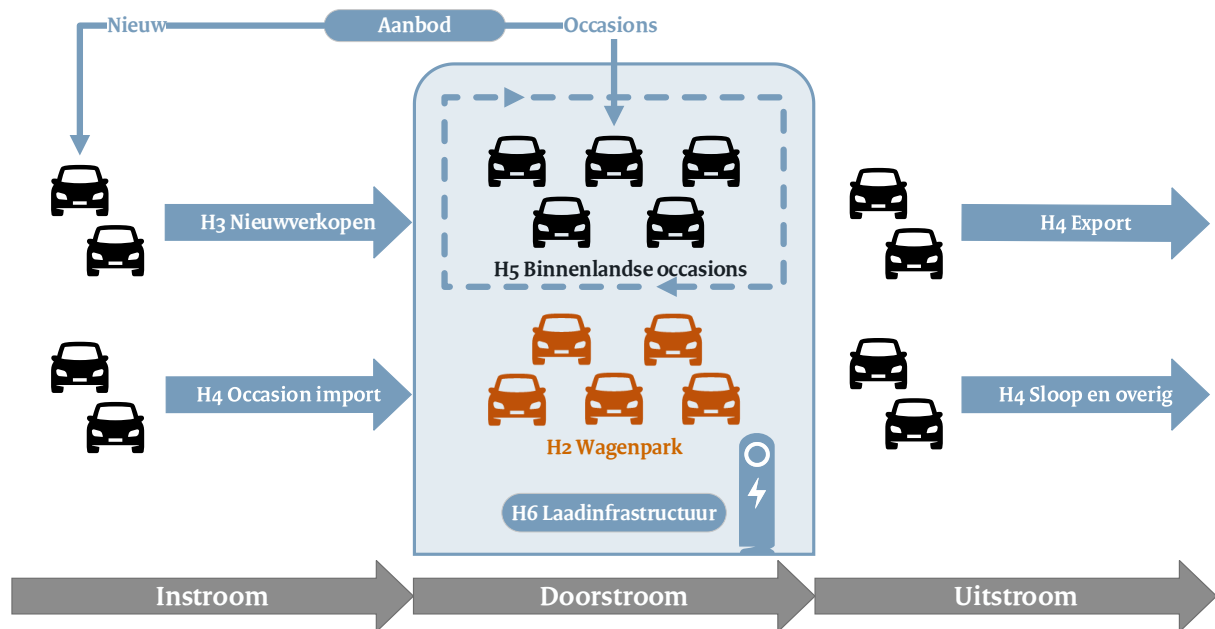 Nieuw
Aanbod
Occasions
H3 Nieuwverkopen
H5 Binnenlandse occasions
H4 Export
H4 Occasion import
H2 Wagenpark
H4 Sloop en overig
H6 Laadinfrastructuur
Instroom
Doorstroom
Uitstroom